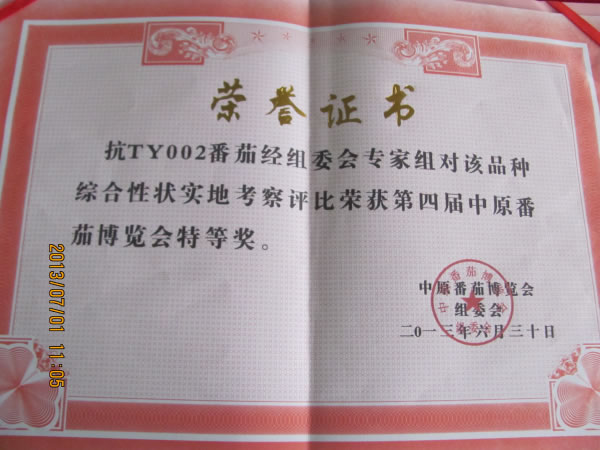 荣誉证书
抗TY002番茄经组委会专家组对该品种
综合性状实地考察评比荣获第四届中原番
茄博览会特等奖。
中原番茄博览会
组委会
二0一三年六月三十日
2013/07/01 11:05